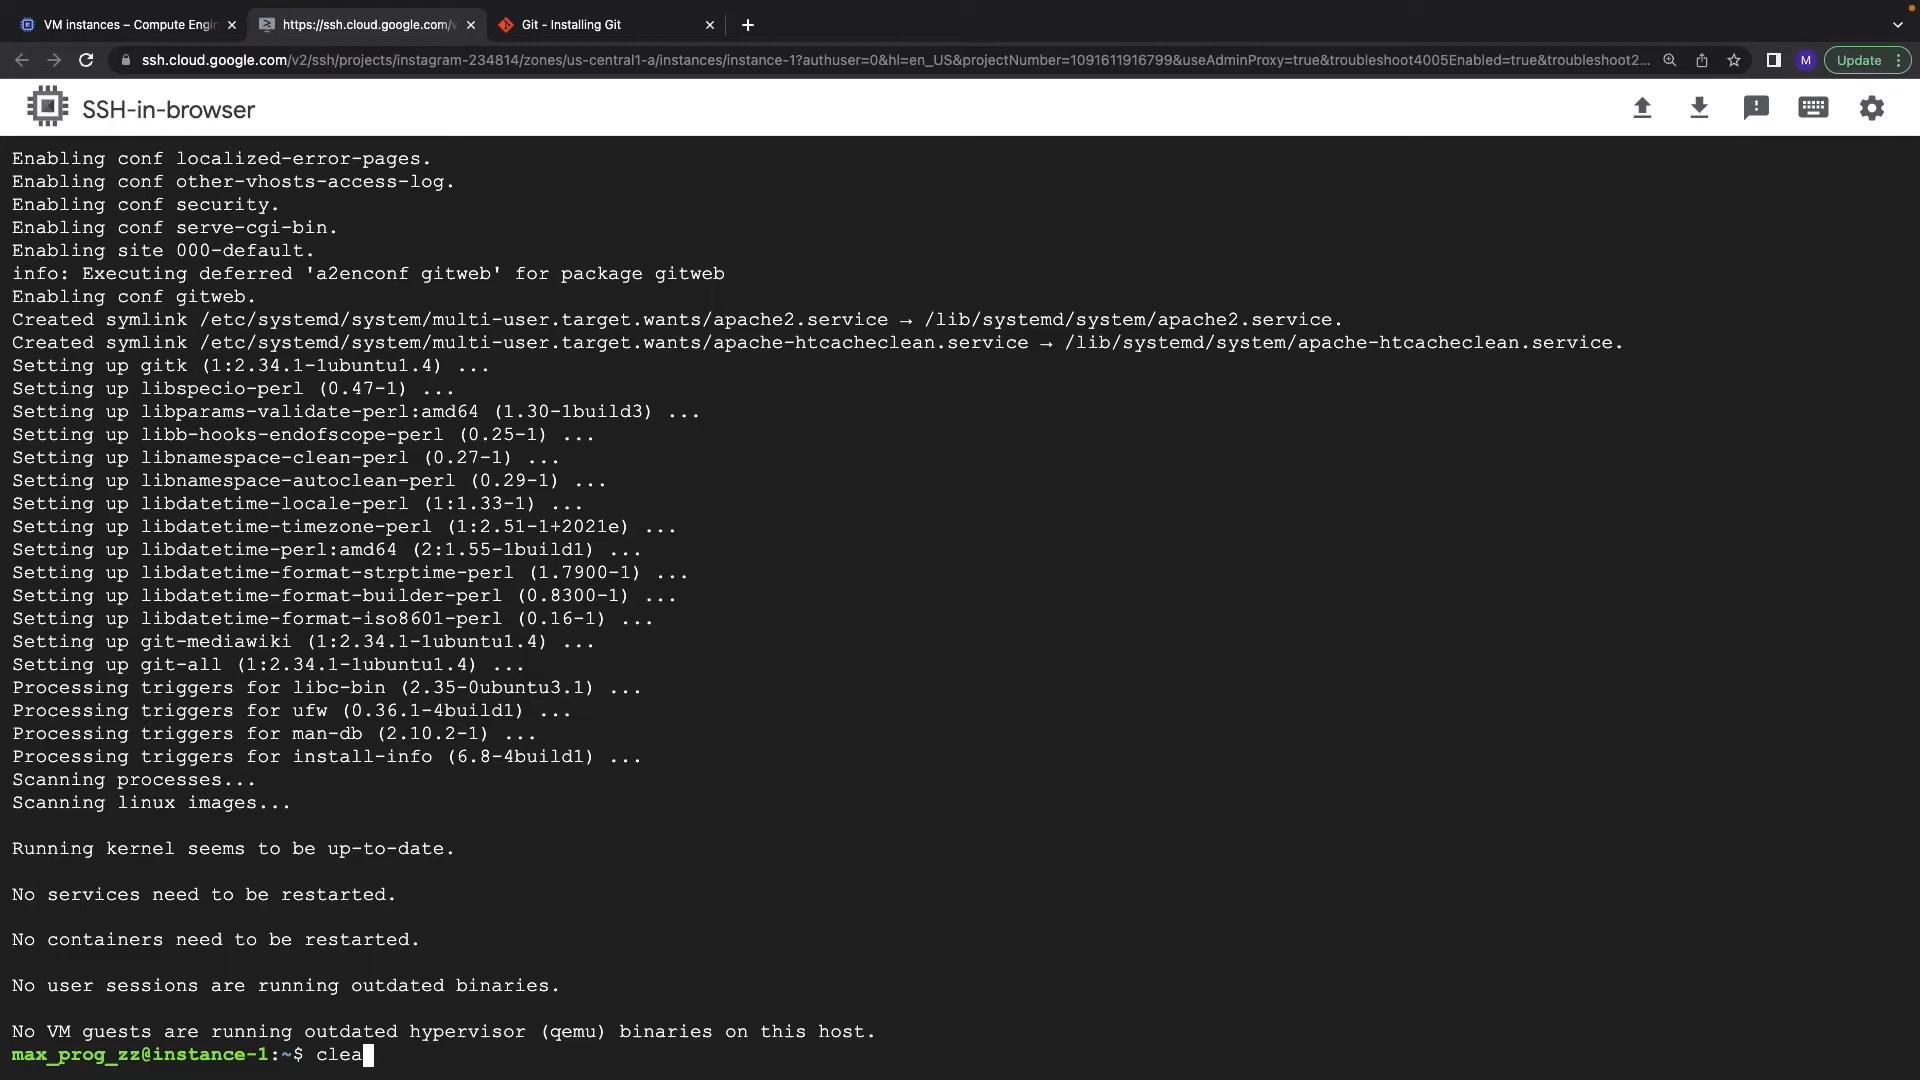 VM instances – Compute Engin
https://ssh.cloud.google.com/v
Git - Installing Git
ssh.cloud.google.com/v2/ssh/projects/instagram-234814/zones/us-central1-a/instances/instance-1?authuser=0&hl=en_US&projectNumber=1091611916799&useAdminProxy=true&troubleshoot4005Enabled=true&troubleshoot2...
M
Update
SSH-in-browser
Enabling conf localized-error-pages.
Enabling conf other-vhosts-access-log.
Enabling conf security.
Enabling conf serve-cgi-bin.
Enabling site 000-default.
info: Executing deferred 'a2enconf gitweb' for package gitweb
Enabling conf gitweb.
Created symlink /etc/systemd/system/multi-user.target.wants/apache2.service → /lib/systemd/system/apache2.service.
Created symlink /etc/systemd/system/multi-user.target.wants/apache-htcacheclean.service → /lib/systemd/system/apache-htcacheclean.service.
Setting up gitk (1:2.34.1-1ubuntu1.4) ...
Setting up libspecio-perl (0.47-1) ...
Setting up libparams-validate-perl:amd64 (1.30-1build3) ...
Setting up libb-hooks-endofscope-perl (0.25-1) ...
Setting up libnamespace-clean-perl (0.27-1) ...
Setting up libnamespace-autoclean-perl (0.29-1) ...
Setting up libdatetime-locale-perl (1:1.33-1) ...
Setting up libdatetime-timezone-perl (1:2.51-1+2021e) ...
Setting up libdatetime-perl:amd64 (2:1.55-1build1) ...
Setting up libdatetime-format-strptime-perl (1.7900-1) ...
Setting up libdatetime-format-builder-perl (0.8300-1) ...
Setting up libdatetime-format-iso8601-perl (0.16-1) ...
Setting up git-mediawiki (1:2.34.1-1ubuntu1.4) ...
Setting up git-all (1:2.34.1-1ubuntu1.4) ...
Processing triggers for libc-bin (2.35-0ubuntu3.1) ...
Processing triggers for ufw (0.36.1-4build1) ...
Processing triggers for man-db (2.10.2-1) ...
Processing triggers for install-info (6.8-4build1) ...
Scanning processes...
Scanning linux images...
Running kernel seems to be up-to-date.
No services need to be restarted.
No containers need to be restarted.
No user sessions are running outdated binaries.
No VM guests are running outdated hypervisor (qemu) binaries on this host.
max_prog_zz@instance-1:~$ clea